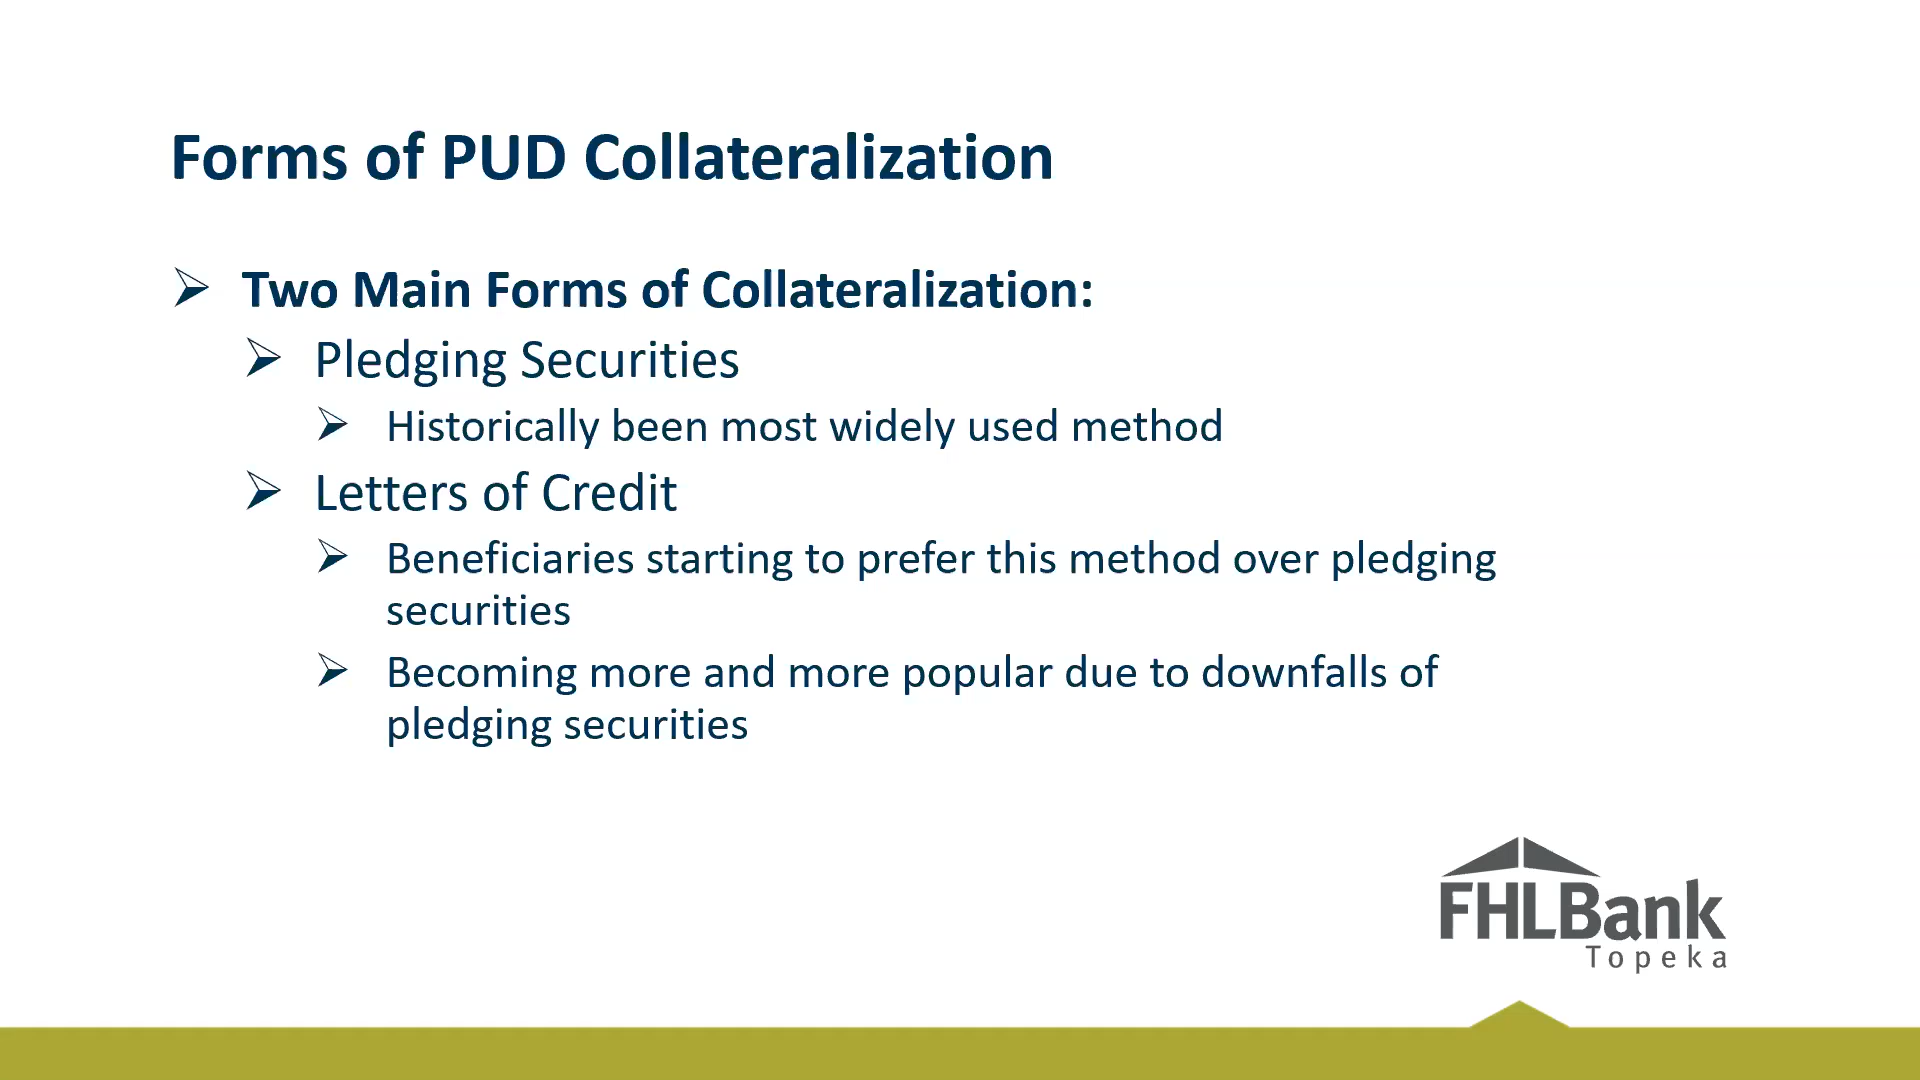 Forms of PUD Collateralization
Two Main Forms of Collateralization:
Pledging Securities
Historically been most widely used method
Letters of Credit
Beneficiaries starting to prefer this method over pledging
securities
Becoming more and more popular due to downfalls of
pledging securities
FHLBank
Topeka